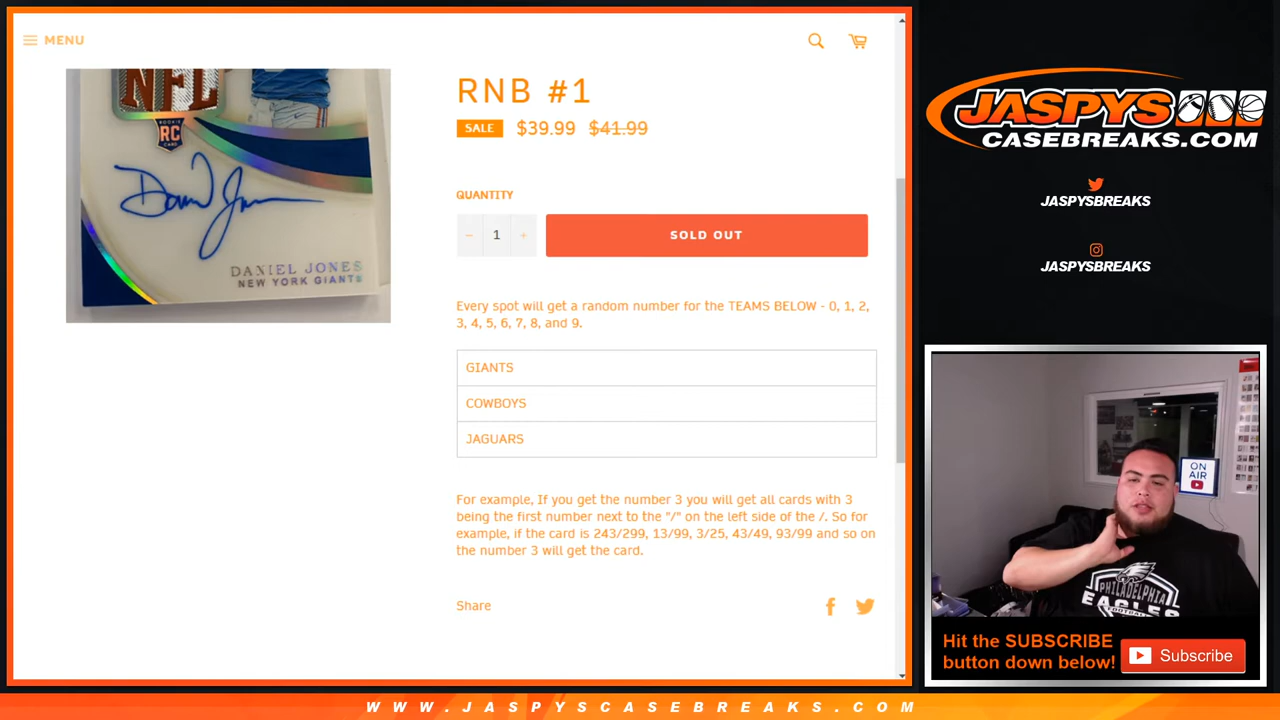 MENU
NFL
ROOKIE
RC
CARD
Daniel Jones
DANIEL JONES
NEW YORK GIANTS
RNB #1
SALE $39.99 $41.99
QUANTITY
− 1 +
SOLD OUT
Every spot will get a random number for the TEAMS BELOW - 0, 1, 2,
3, 4, 5, 6, 7, 8, and 9.
GIANTS
COWBOYS
JAGUARS
For example, If you get the number 3 you will get all cards with 3
being the first number next to the "/" on the left side of the /. So for
example, if the card is 243/299, 13/99, 3/25, 43/49, 93/99 and so on
the number 3 will get the card.
Share
JASPYS
CASEBREAKS.COM
JASPYSBREAKS
JASPYSBREAKS
ON
AIR
PHILADELPHIA
EAGLES
FOOTBALL
Hit the SUBSCRIBE
button down below!
Subscribe
WWW.JASPYSCASEBREAKS.COM